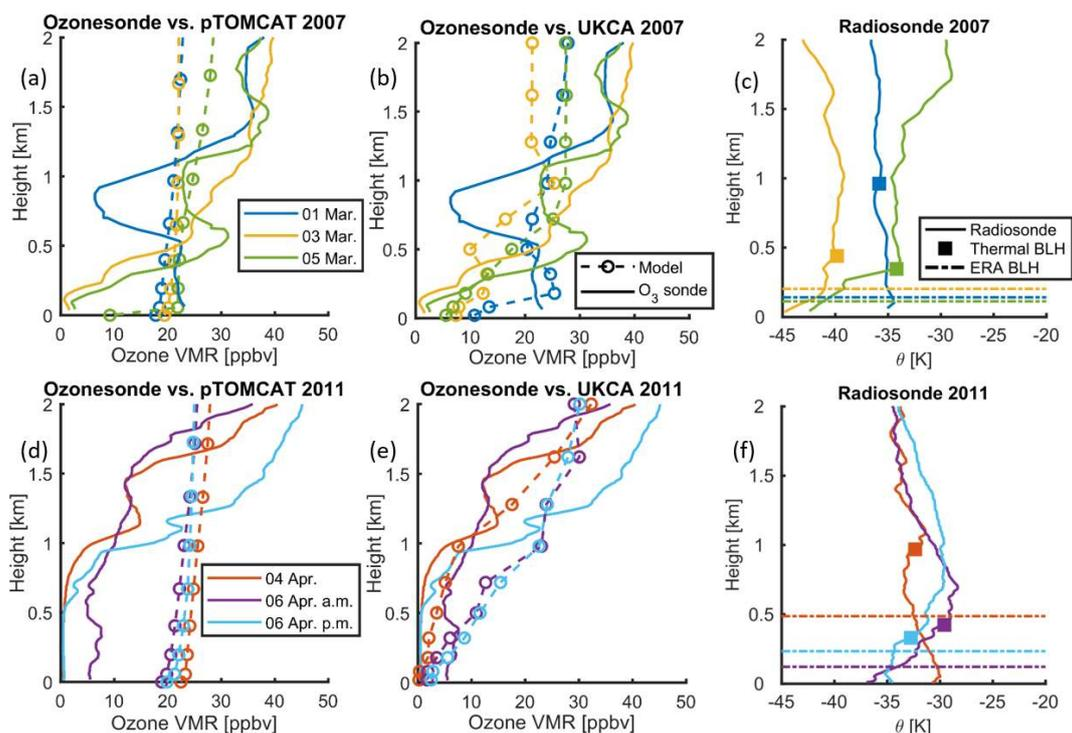 Ozonesonde vs. pTOMCAT 2007
(a)
2
1.5
1
0.5
0
Height [km]
0 10 20 30 40 50
Ozone VMR [ppbv]
01 Mar.
03 Mar.
05 Mar.
Ozonesonde vs. UKCA 2007
(b)
2
1.5
1
0.5
0
Height [km]
0 10 20 30 40 50
Ozone VMR [ppbv]
Model
O3 sonde
Radiosonde 2007
(c)
2
1.5
1
0.5
0
Height [km]
-45 -40 -35 -30 -25 -20
θ [K]
Radiosonde
Thermal BLH
ERA BLH
Ozonesonde vs. pTOMCAT 2011
(d)
2
1.5
1
0.5
0
Height [km]
0 10 20 30 40 50
Ozone VMR [ppbv]
04 Apr.
06 Apr. a.m.
06 Apr. p.m.
Ozonesonde vs. UKCA 2011
(e)
2
1.5
1
0.5
0
Height [km]
0 10 20 30 40 50
Ozone VMR [ppbv]
Radiosonde 2011
(f)
2
1.5
1
0.5
0
Height [km]
-45 -40 -35 -30 -25 -20
θ [K]